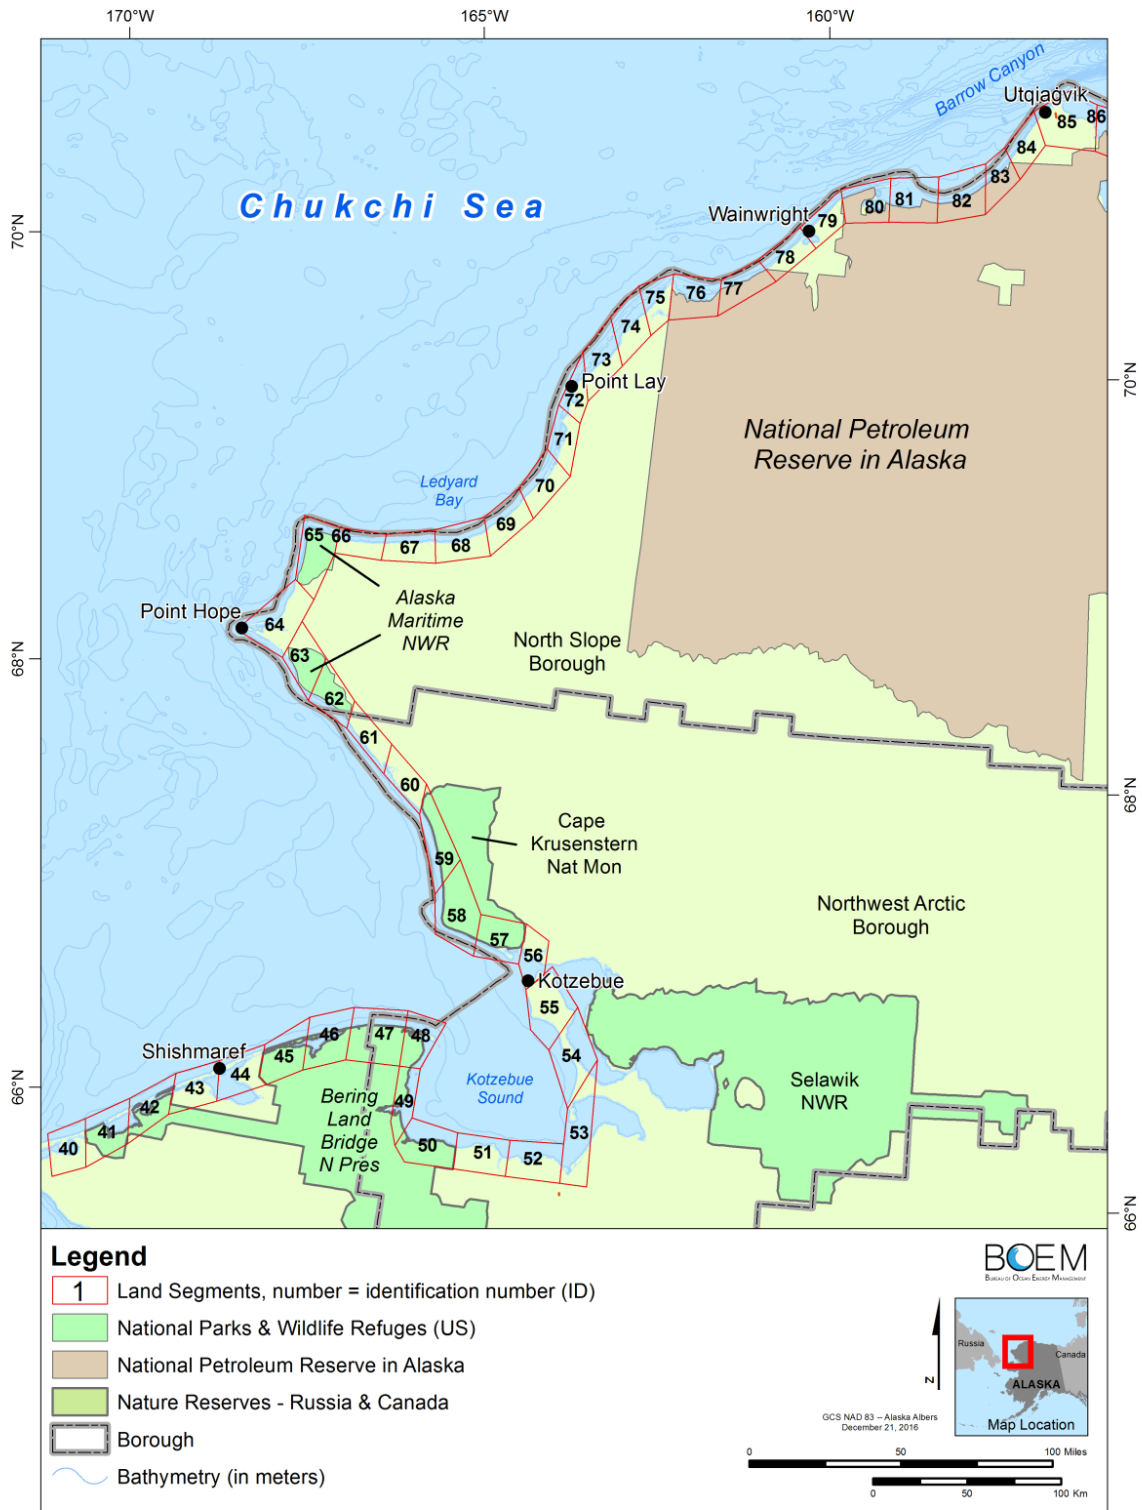 170°W
165°W
160°W
Barrow Canyon
Utqiaġvik
85
86
84
Chukchi Sea
83
82
81
80
Wainwright
79
70°N
78
77
76
75
74
73
Point Lay
72
70°N
71
National Petroleum
Reserve in Alaska
Ledyard
Bay
70
69
68
67
66
65
Alaska
Maritime
NWR
Point Hope
64
North Slope
Borough
68°N
63
62
61
60
68°N
Cape
Krusenstern
Nat Mon
59
58
57
56
Northwest Arctic
Borough
Kotzebue
55
54
53
52
51
50
49
48
47
46
45
Shishmaref
44
43
42
41
40
Kotzebue
Sound
Selawik
NWR
Bering
Land
Bridge
N Pres
66°N
66°N
Legend
1
Land Segments, number = identification number (ID)
National Parks & Wildlife Refuges (US)
National Petroleum Reserve in Alaska
Nature Reserves - Russia & Canada
Borough
Bathymetry (in meters)
BOEM
Bureau of Ocean Energy Management
N
Russia
Canada
ALASKA
Map Location
GCS NAD 83 – Alaska Albers
December 21, 2016
0
50
100 Miles
0
50
100 Km